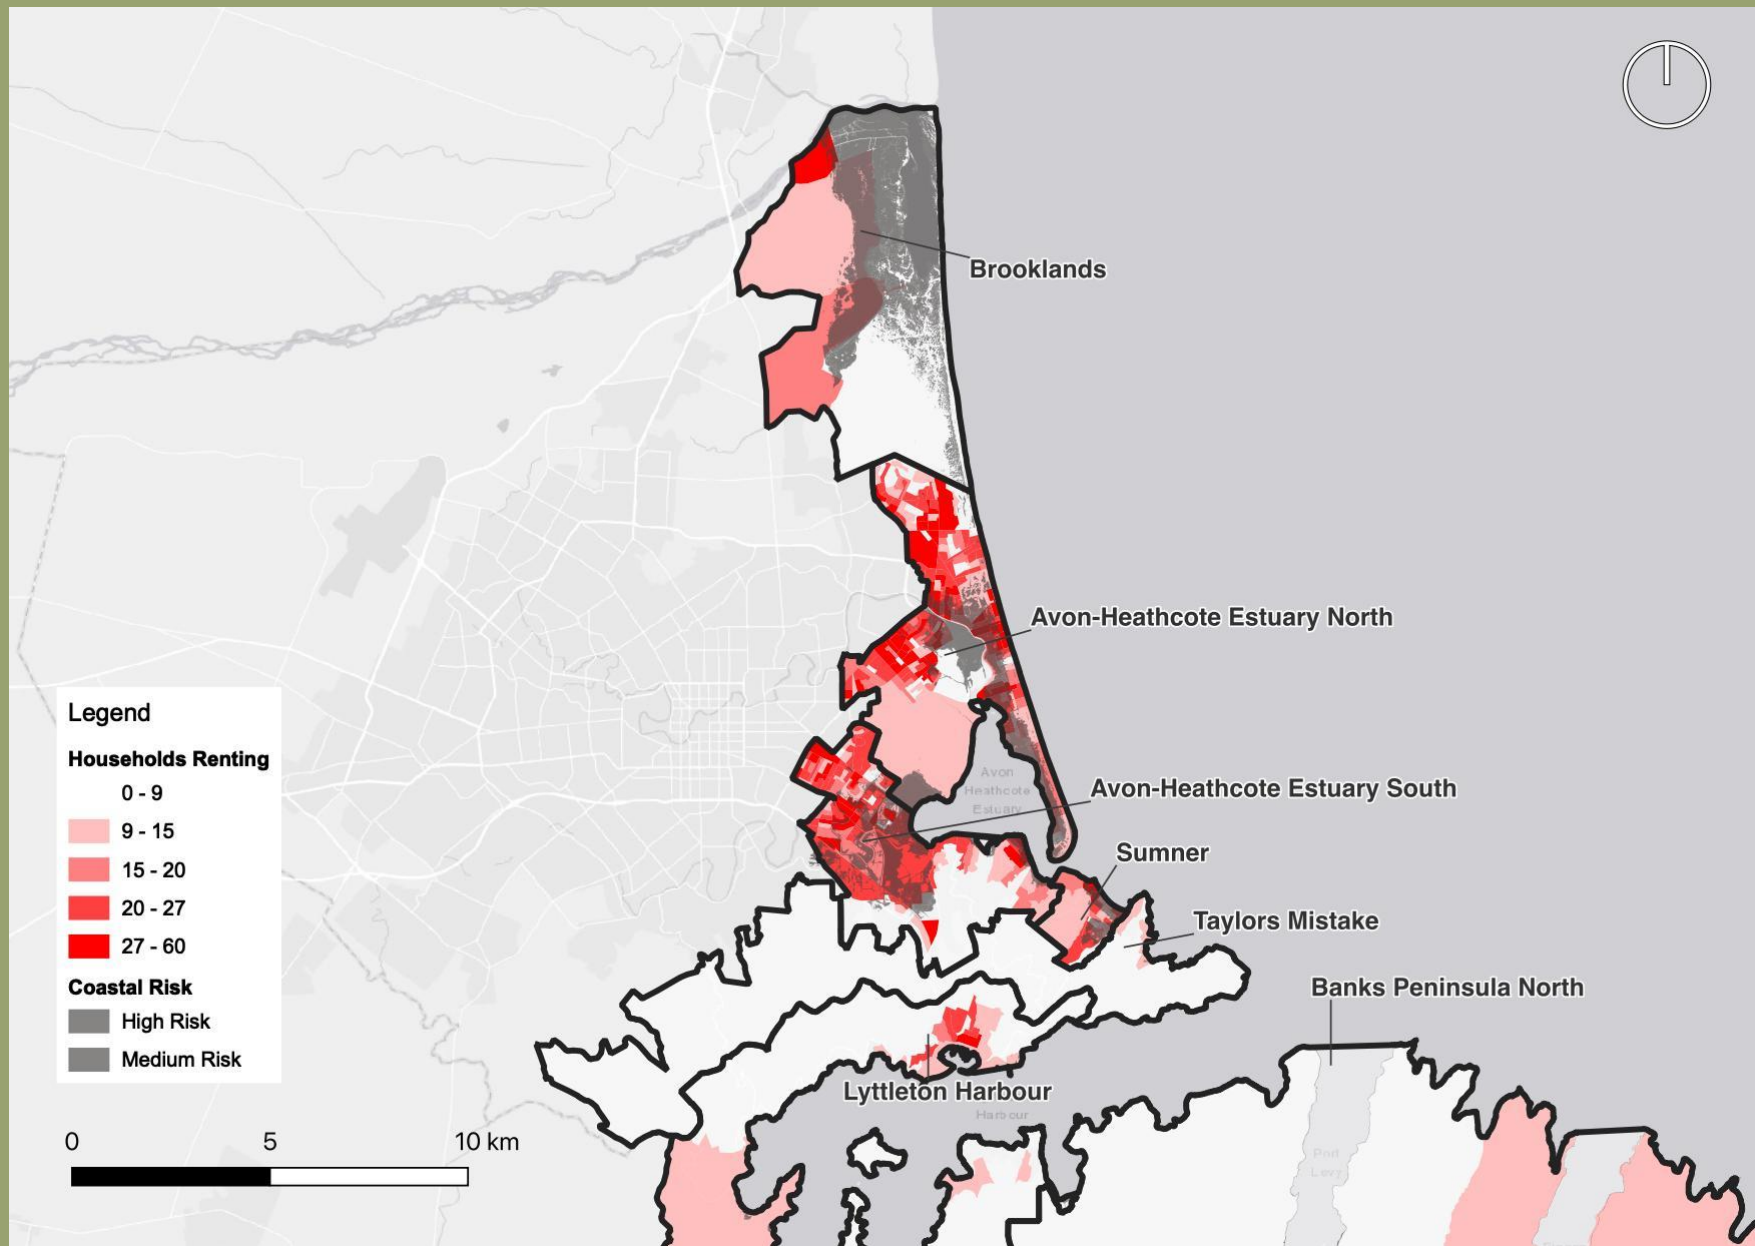 Brooklands
Avon-Heathcote Estuary North
Avon
Heathcote
Estuary
Avon-Heathcote Estuary South
Sumner
Taylors Mistake
Banks Peninsula North
Lyttleton Harbour
Harbour
Port
Levy
Legend
Households Renting
0 - 9
9 - 15
15 - 20
20 - 27
27 - 60
Coastal Risk
High Risk
Medium Risk
0 5 10 km